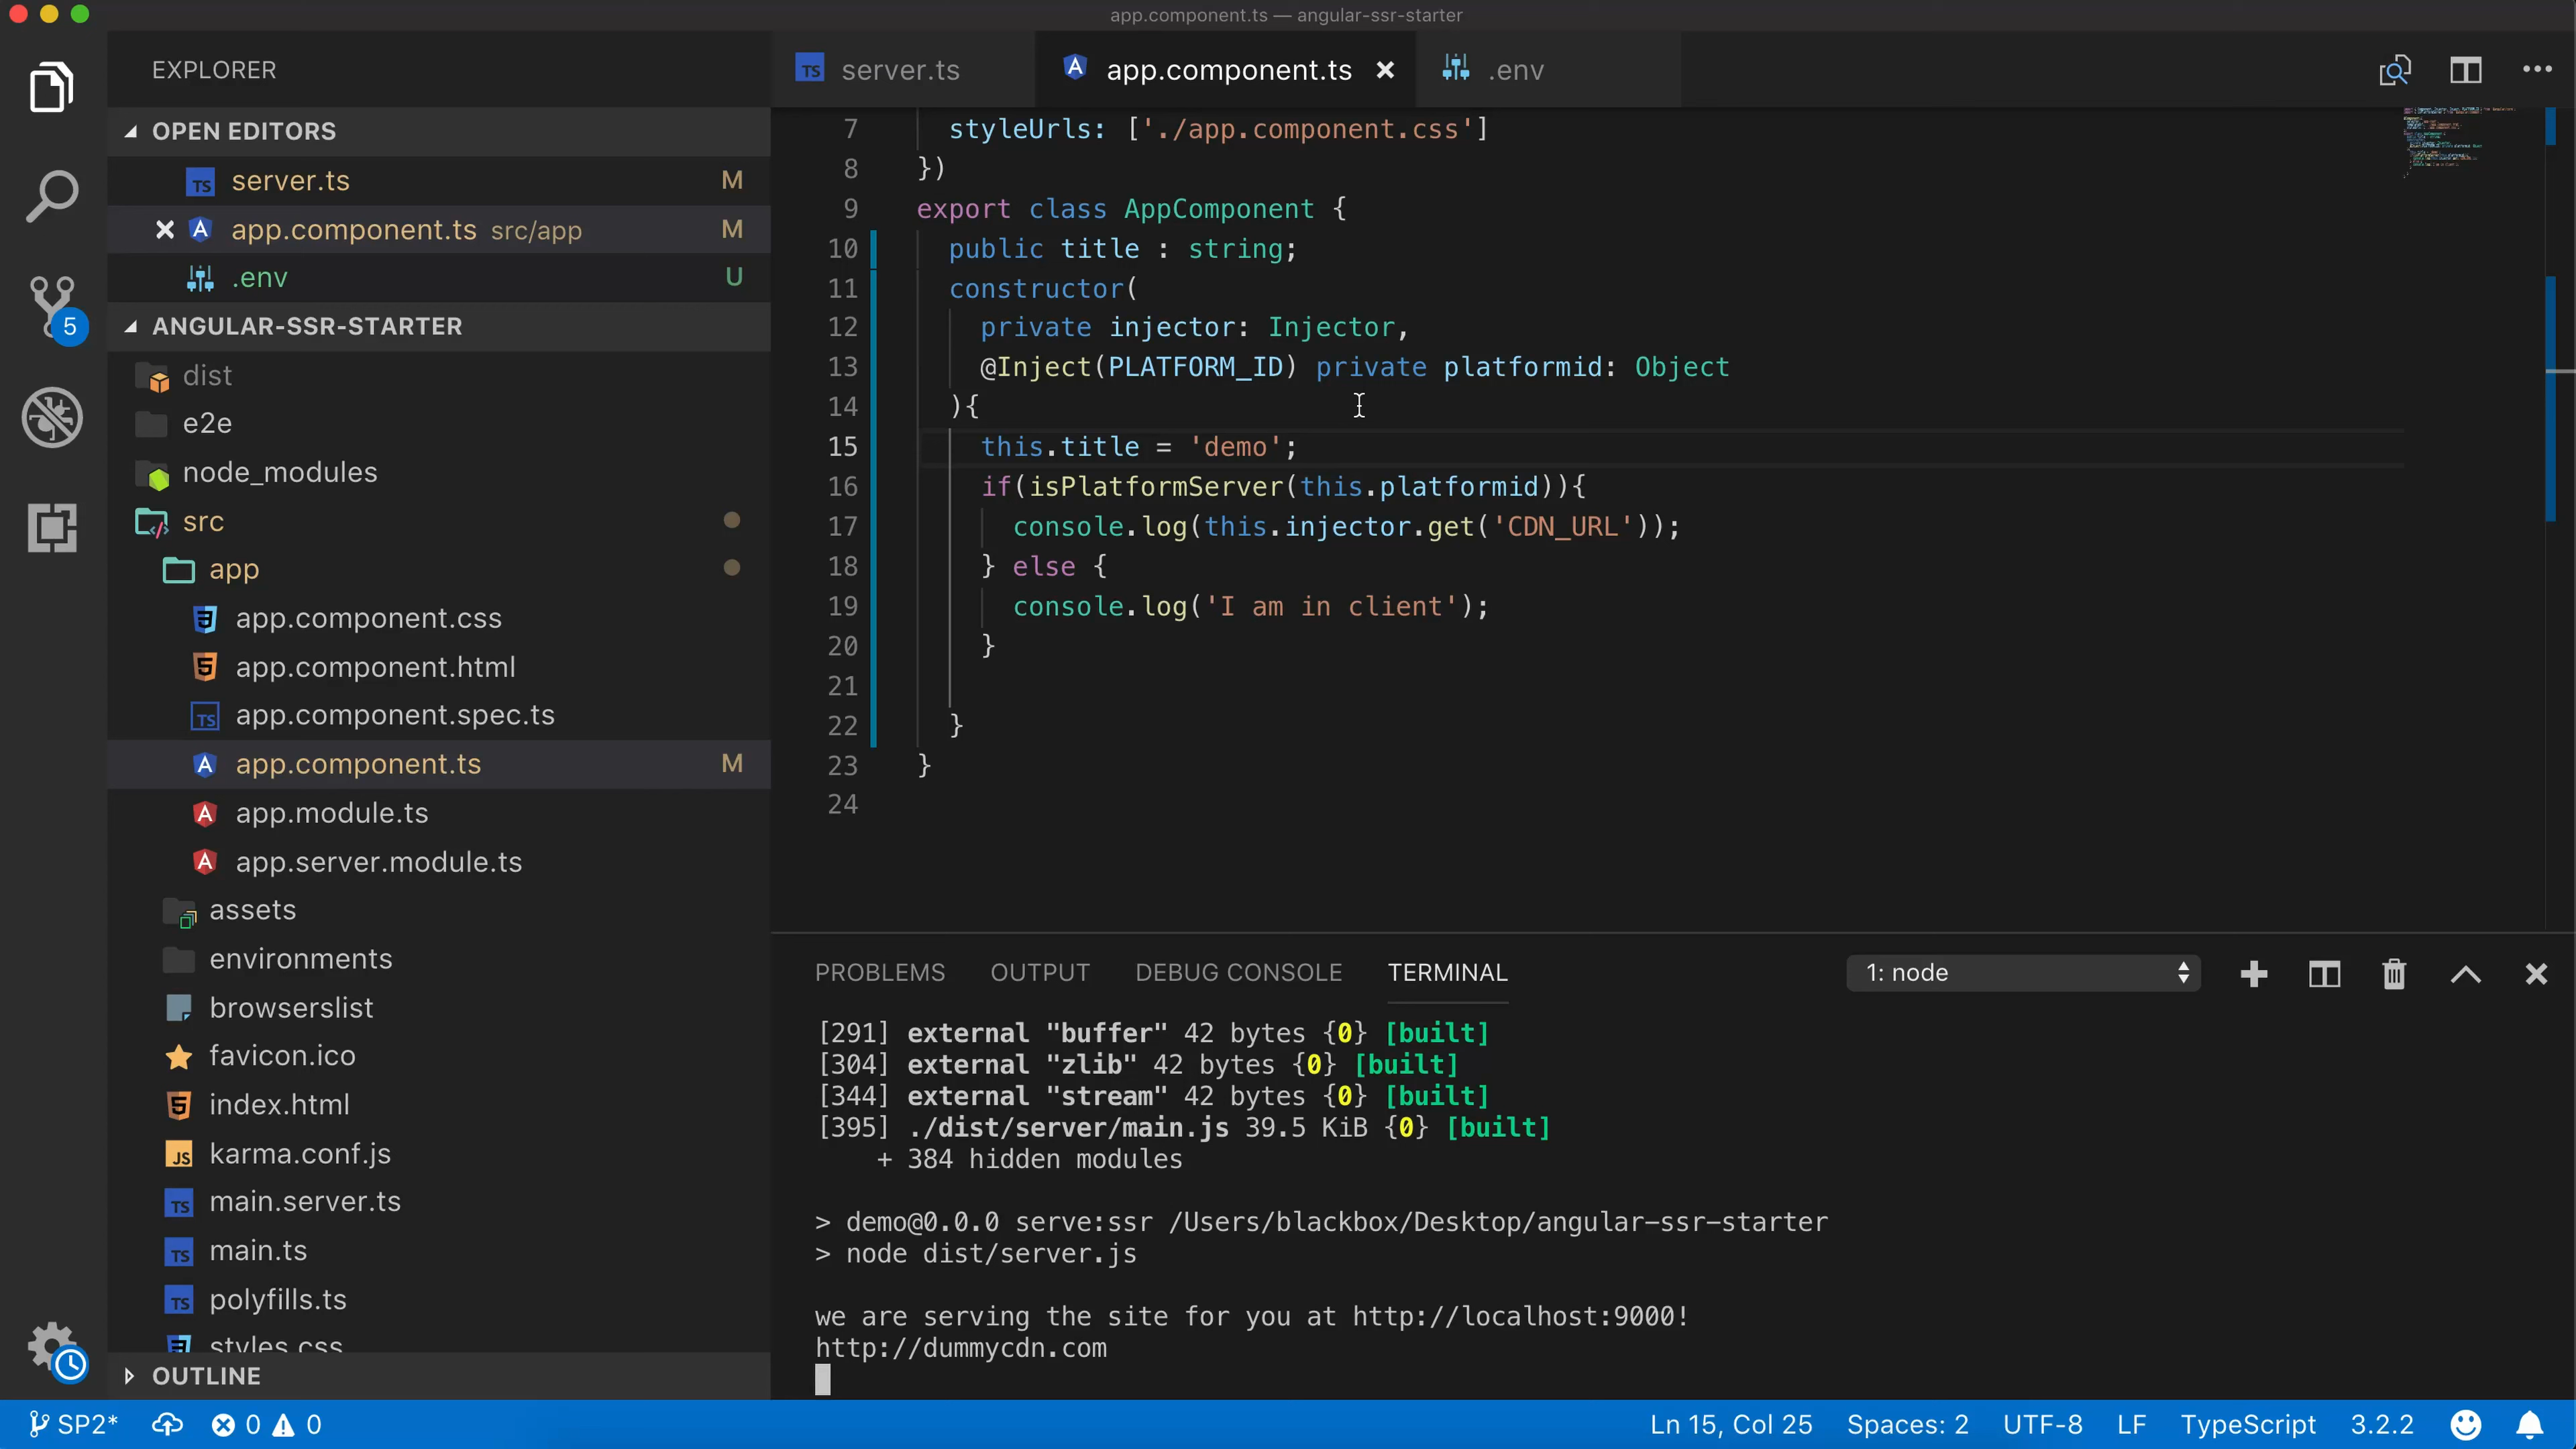 app.component.ts — angular-ssr-starter
EXPLORER
OPEN EDITORS
TS server.ts M
app.component.ts src/app M
.env U
ANGULAR-SSR-STARTER
dist
e2e
node_modules
src
app
app.component.css
app.component.html
TS app.component.spec.ts
app.component.ts M
app.module.ts
app.server.module.ts
assets
environments
browserslist
favicon.ico
index.html
JS karma.conf.js
TS main.server.ts
TS main.ts
TS polyfills.ts
styles.css
OUTLINE
5
TS server.ts
app.component.ts
.env
7 styleUrls: ['./app.component.css']
8 })
9 export class AppComponent {
10 public title : string;
11 constructor(
12 private injector: Injector,
13 @Inject(PLATFORM_ID) private platformid: Object
14 ){
15 this.title = 'demo';
16 if(isPlatformServer(this.platformid)){
17 console.log(this.injector.get('CDN_URL'));
18 } else {
19 console.log('I am in client');
20 }
21
22 }
23 }
24
PROBLEMS OUTPUT DEBUG CONSOLE TERMINAL 1: node
[291] external "buffer" 42 bytes {0} [built]
[304] external "zlib" 42 bytes {0} [built]
[344] external "stream" 42 bytes {0} [built]
[395] ./dist/server/main.js 39.5 KiB {0} [built]
+ 384 hidden modules
> demo@0.0.0 serve:ssr /Users/blackbox/Desktop/angular-ssr-starter
> node dist/server.js
we are serving the site for you at http://localhost:9000!
http://dummycdn.com
SP2* 0 0 Ln 15, Col 25 Spaces: 2 UTF-8 LF TypeScript 3.2.2